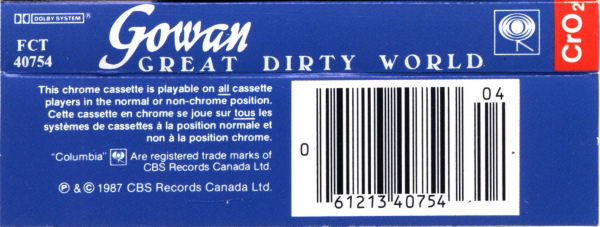 DOLBY SYSTEM ®
FCT
40754
Gowan
GREAT DIRTY WORLD
CrO2
This chrome cassette is playable on all cassette
players in the normal or non-chrome position.
Cette cassette en chrome se joue sur tous les
systèmes de cassettes à la position normale et
non à la position chrome.
"Columbia" Are registered trade marks of
CBS Records Canada Ltd.
℗ & © 1987 CBS Records Canada Ltd.
04
0
61213 40754